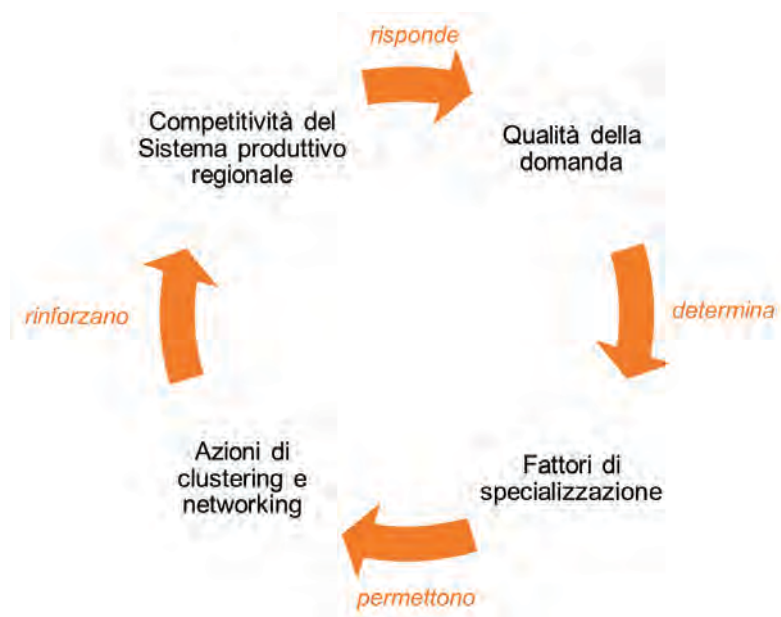 risponde
Competitività del
Sistema produttivo
regionale
Qualità della
domanda
rinforzano
determina
Azioni di
clustering e
networking
Fattori di
specializzazione
permettono